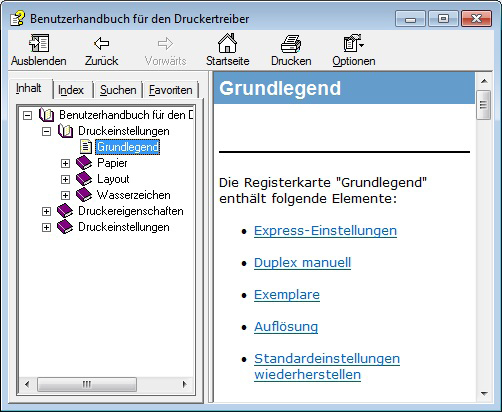 Benutzerhandbuch für den Druckertreiber
Ausblenden Zurück Vorwärts Startseite Drucken Optionen
Inhalt Index Suchen Favoriten
Benutzerhandbuch für den D
Druckeinstellungen
Grundlegend
Papier
Layout
Wasserzeichen
Druckereigenschaften
Druckeinstellungen
Grundlegend
Die Registerkarte "Grundlegend"
enthält folgende Elemente:
Express-Einstellungen
Duplex manuell
Exemplare
Auflösung
Standardeinstellungen
wiederherstellen